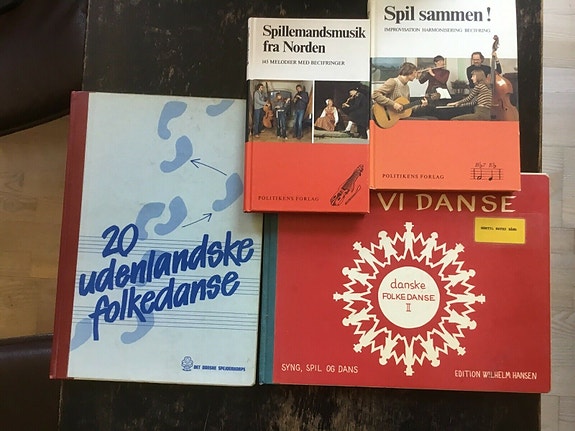 Spillemandsmusik
fra Norden
145 MELODIER MED BECIFRINGER
POLITIKENS FORLAG
Spil sammen!
IMPROVISATION HARMONISERING BECIFRING
POLITIKENS FORLAG
20
udenlandske
folkedanse
DET DANSKE SPEJDERKORPS
VI DANSE
danske
FOLKEDANSE
II
SYNG, SPIL OG DANS
EDITION WILHELM HANSEN